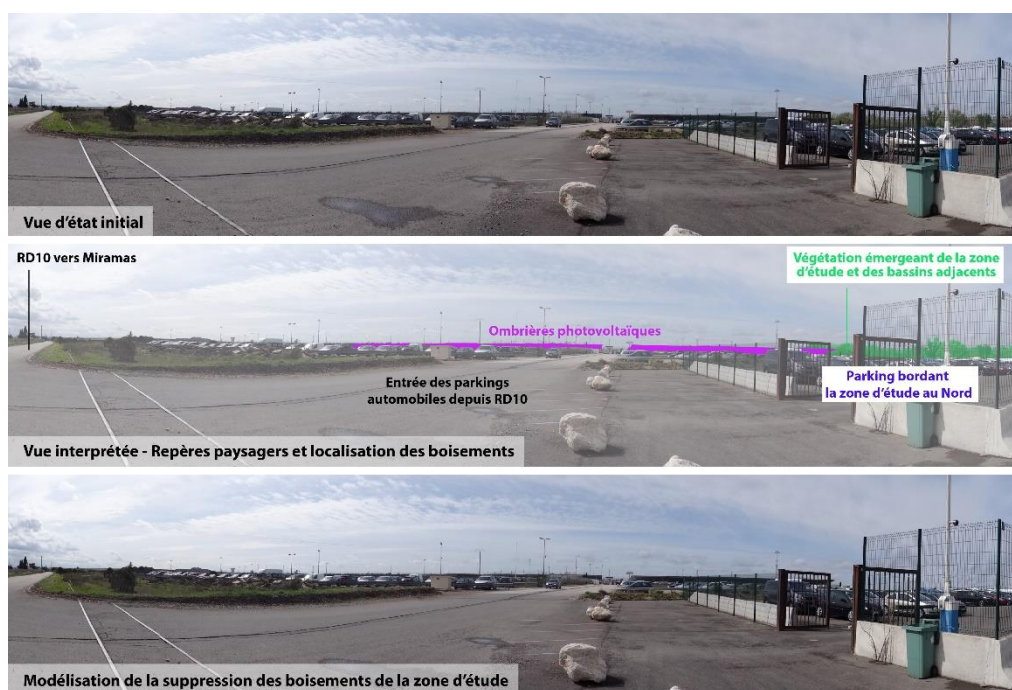 Vue d'état initial
RD10 vers Miramas
Végétation émergeant de la zone
d'étude et des bassins adjacents
Ombrières photovoltaïques
Parking bordant
la zone d'étude au Nord
Entrée des parkings
automobiles depuis RD10
Vue interprétée - Repères paysagers et localisation des boisements
Modélisation de la suppression des boisements de la zone d'étude